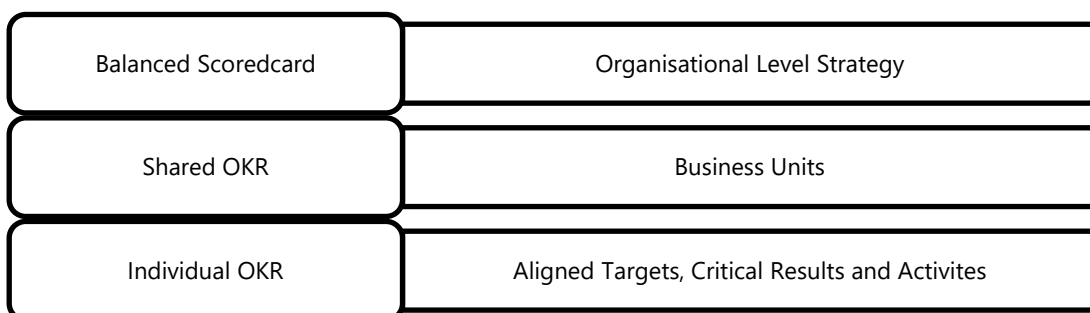 Balanced Scoredcard
Organisational Level Strategy
Shared OKR
Business Units
Individual OKR
Aligned Targets, Critical Results and Activites